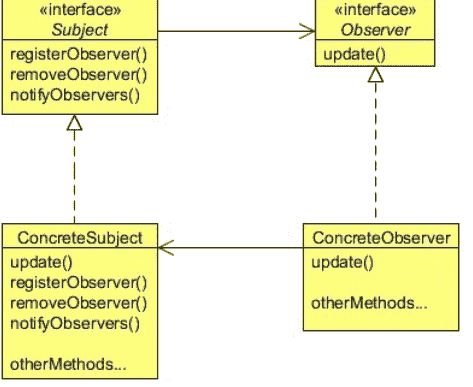 «interface»
Subject
registerObserver()
removeObserver()
notifyObservers()
«interface»
Observer
update()
ConcreteSubject
update()
registerObserver()
removeObserver()
notifyObservers()
otherMethods...
ConcreteObserver
update()
otherMethods...